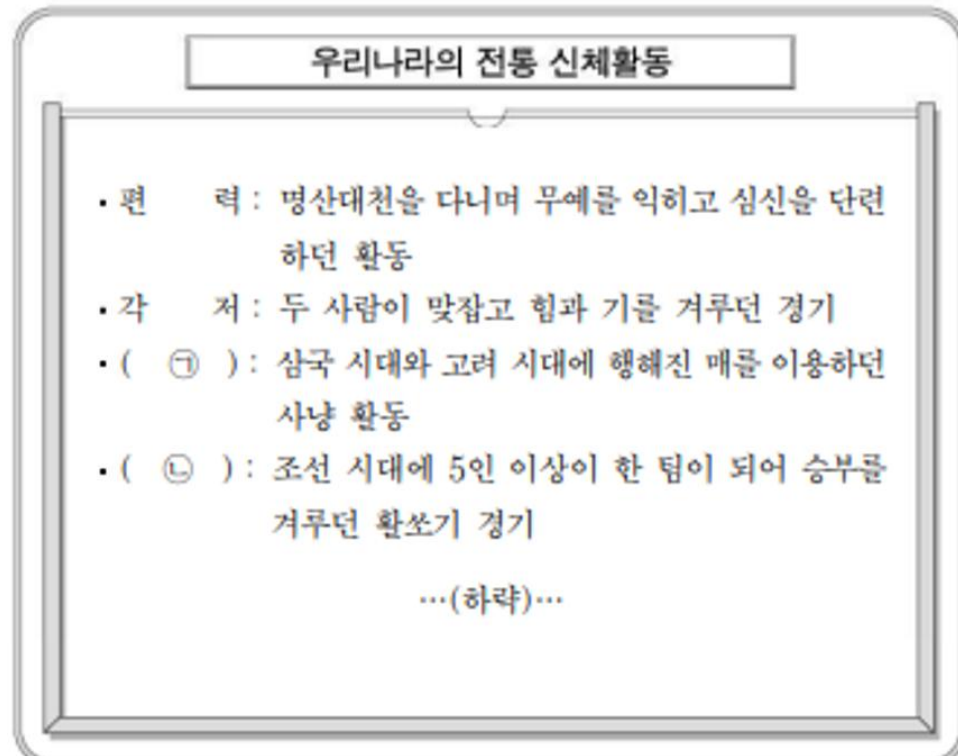 우리나라의 전통 신체활동
• 편 력 : 명산대천을 다니며 무예를 익히고 심신을 단련
하던 활동
• 각 저 : 두 사람이 맞잡고 힘과 기를 겨루던 경기
• ( ㉠ ) : 삼국 시대와 고려 시대에 행해진 매를 이용하던
사냥 활동
• ( ㉡ ) : 조선 시대에 5인 이상이 한 팀이 되어 승부를
겨루던 활쏘기 경기
…(하략)…